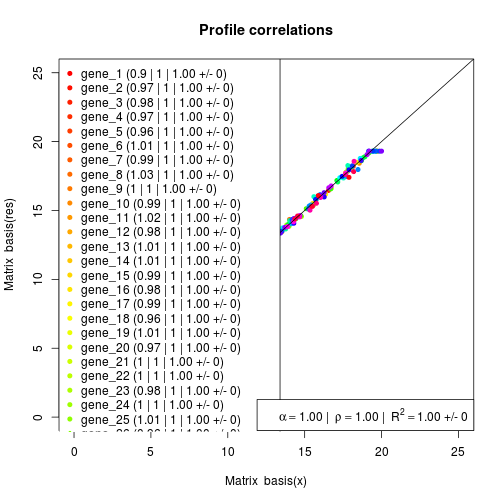 Profile correlations
Matrix basis(res)
25
20
15
10
5
0
gene_1 (0.9 | 1 | 1.00 +/- 0)
gene_2 (0.97 | 1 | 1.00 +/- 0)
gene_3 (0.98 | 1 | 1.00 +/- 0)
gene_4 (0.97 | 1 | 1.00 +/- 0)
gene_5 (0.96 | 1 | 1.00 +/- 0)
gene_6 (1.01 | 1 | 1.00 +/- 0)
gene_7 (0.99 | 1 | 1.00 +/- 0)
gene_8 (1.03 | 1 | 1.00 +/- 0)
gene_9 (1 | 1 | 1.00 +/- 0)
gene_10 (0.99 | 1 | 1.00 +/- 0)
gene_11 (1.02 | 1 | 1.00 +/- 0)
gene_12 (0.98 | 1 | 1.00 +/- 0)
gene_13 (1.01 | 1 | 1.00 +/- 0)
gene_14 (1.01 | 1 | 1.00 +/- 0)
gene_15 (0.99 | 1 | 1.00 +/- 0)
gene_16 (0.98 | 1 | 1.00 +/- 0)
gene_17 (0.99 | 1 | 1.00 +/- 0)
gene_18 (0.96 | 1 | 1.00 +/- 0)
gene_19 (1.01 | 1 | 1.00 +/- 0)
gene_20 (0.97 | 1 | 1.00 +/- 0)
gene_21 (1 | 1 | 1.00 +/- 0)
gene_22 (1 | 1 | 1.00 +/- 0)
gene_23 (0.98 | 1 | 1.00 +/- 0)
gene_24 (1 | 1 | 1.00 +/- 0)
gene_25 (1.01 | 1 | 1.00 +/- 0)
α = 1.00 | ρ = 1.00 | R² = 1.00 +/- 0
0 5 10 15 20 25
Matrix basis(x)